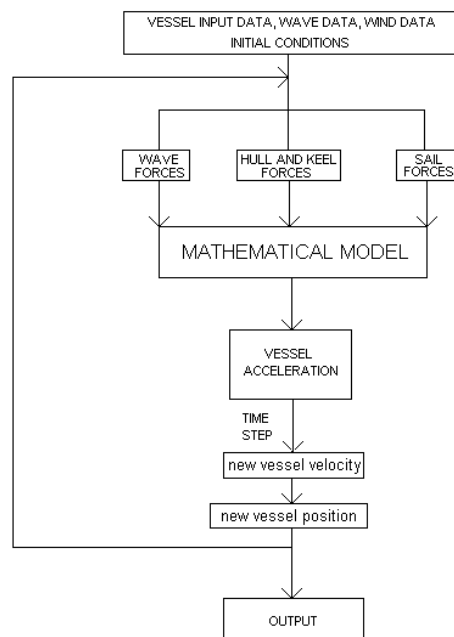 VESSEL INPUT DATA, WAVE DATA, WIND DATA
INITIAL CONDITIONS
WAVE
FORCES
HULL AND KEEL
FORCES
SAIL
FORCES
MATHEMATICAL MODEL
VESSEL
ACCELERATION
TIME
STEP
new vessel velocity
new vessel position
OUTPUT